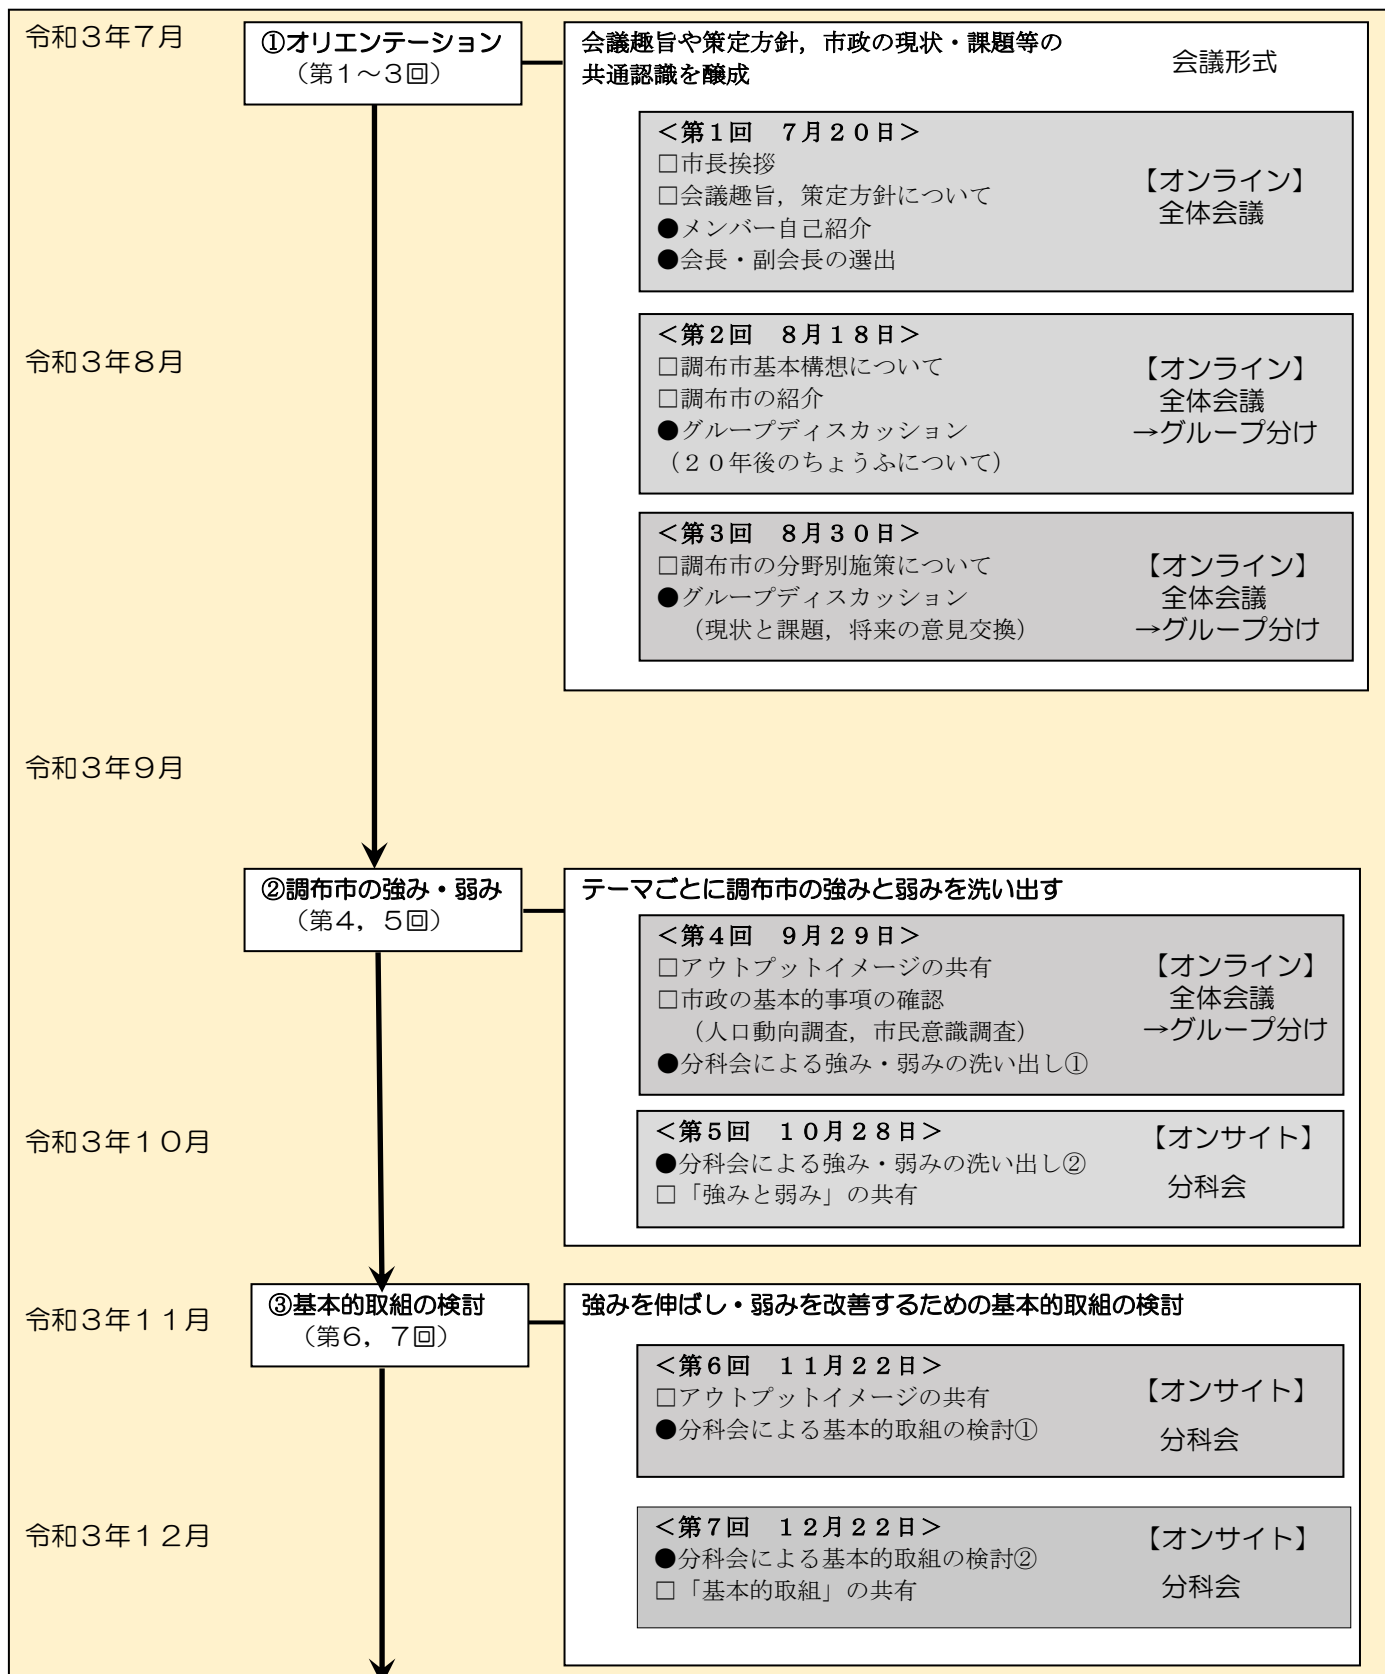 令和３年７月
①オリエンテーション
（第１～３回）
会議趣旨や策定方針，市政の現状・課題等の
共通認識を醸成
会議形式
＜第１回　７月２０日＞
□市長挨拶
□会議趣旨，策定方針について
●メンバー自己紹介
●会長・副会長の選出
【オンライン】
全体会議
令和３年８月
＜第２回　８月１８日＞
□調布市基本構想について
□調布市の紹介
●グループディスカッション
（２０年後のちょうふについて）
【オンライン】
全体会議
→グループ分け
＜第３回　８月３０日＞
□調布市の分野別施策について
●グループディスカッション
（現状と課題，将来の意見交換）
【オンライン】
全体会議
→グループ分け
令和３年９月
②調布市の強み・弱み
（第４，５回）
テーマごとに調布市の強みと弱みを洗い出す
＜第４回　９月２９日＞
□アウトプットイメージの共有
□市政の基本的事項の確認
（人口動向調査，市民意識調査）
●分科会による強み・弱みの洗い出し①
【オンライン】
全体会議
→グループ分け
令和３年１０月
＜第５回　１０月２８日＞
●分科会による強み・弱みの洗い出し②
□「強みと弱み」の共有
【オンサイト】
分科会
令和３年１１月
③基本的取組の検討
（第６，７回）
強みを伸ばし・弱みを改善するための基本的取組の検討
＜第６回　１１月２２日＞
□アウトプットイメージの共有
●分科会による基本的取組の検討①
【オンサイト】
分科会
令和３年１２月
＜第７回　１２月２２日＞
●分科会による基本的取組の検討②
□「基本的取組」の共有
【オンサイト】
分科会